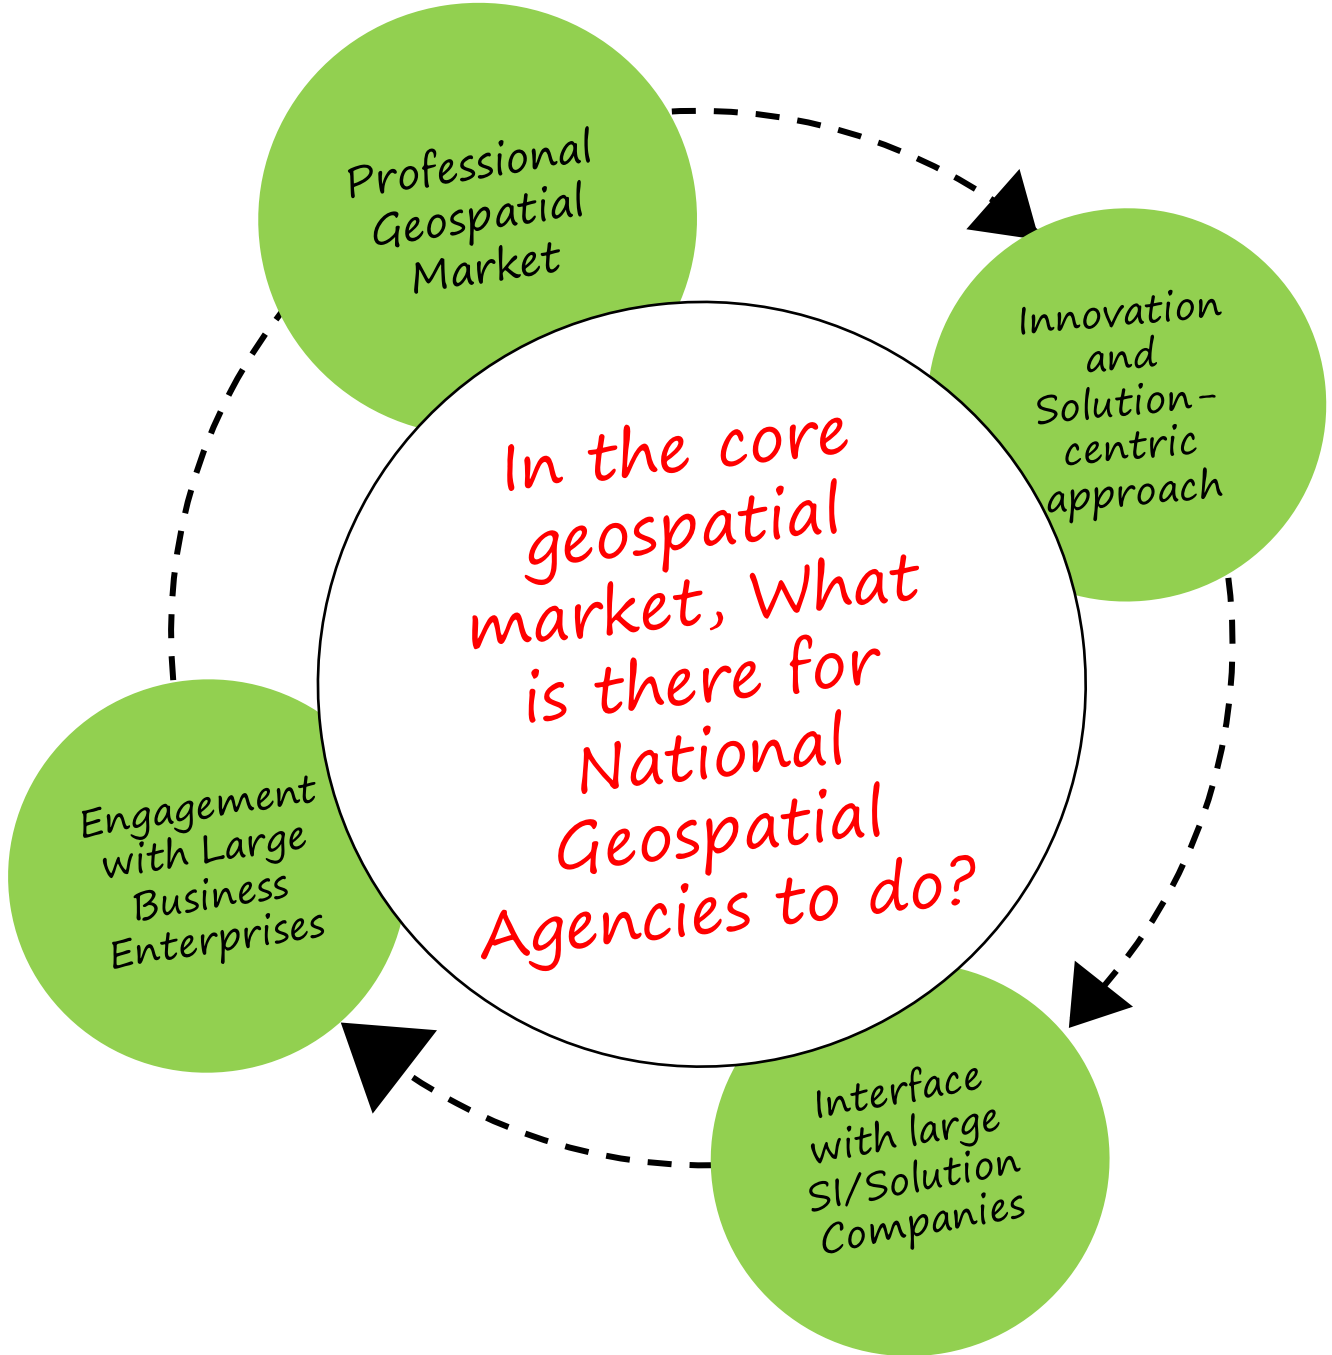 Professional
Geospatial
Market
Innovation
and
Solution-
centric
approach
In the core
geospatial
market, What
is there for
National
Geospatial
Agencies to do?
Engagement
with Large
Business
Enterprises
Interface
with large
SI/Solution
Companies